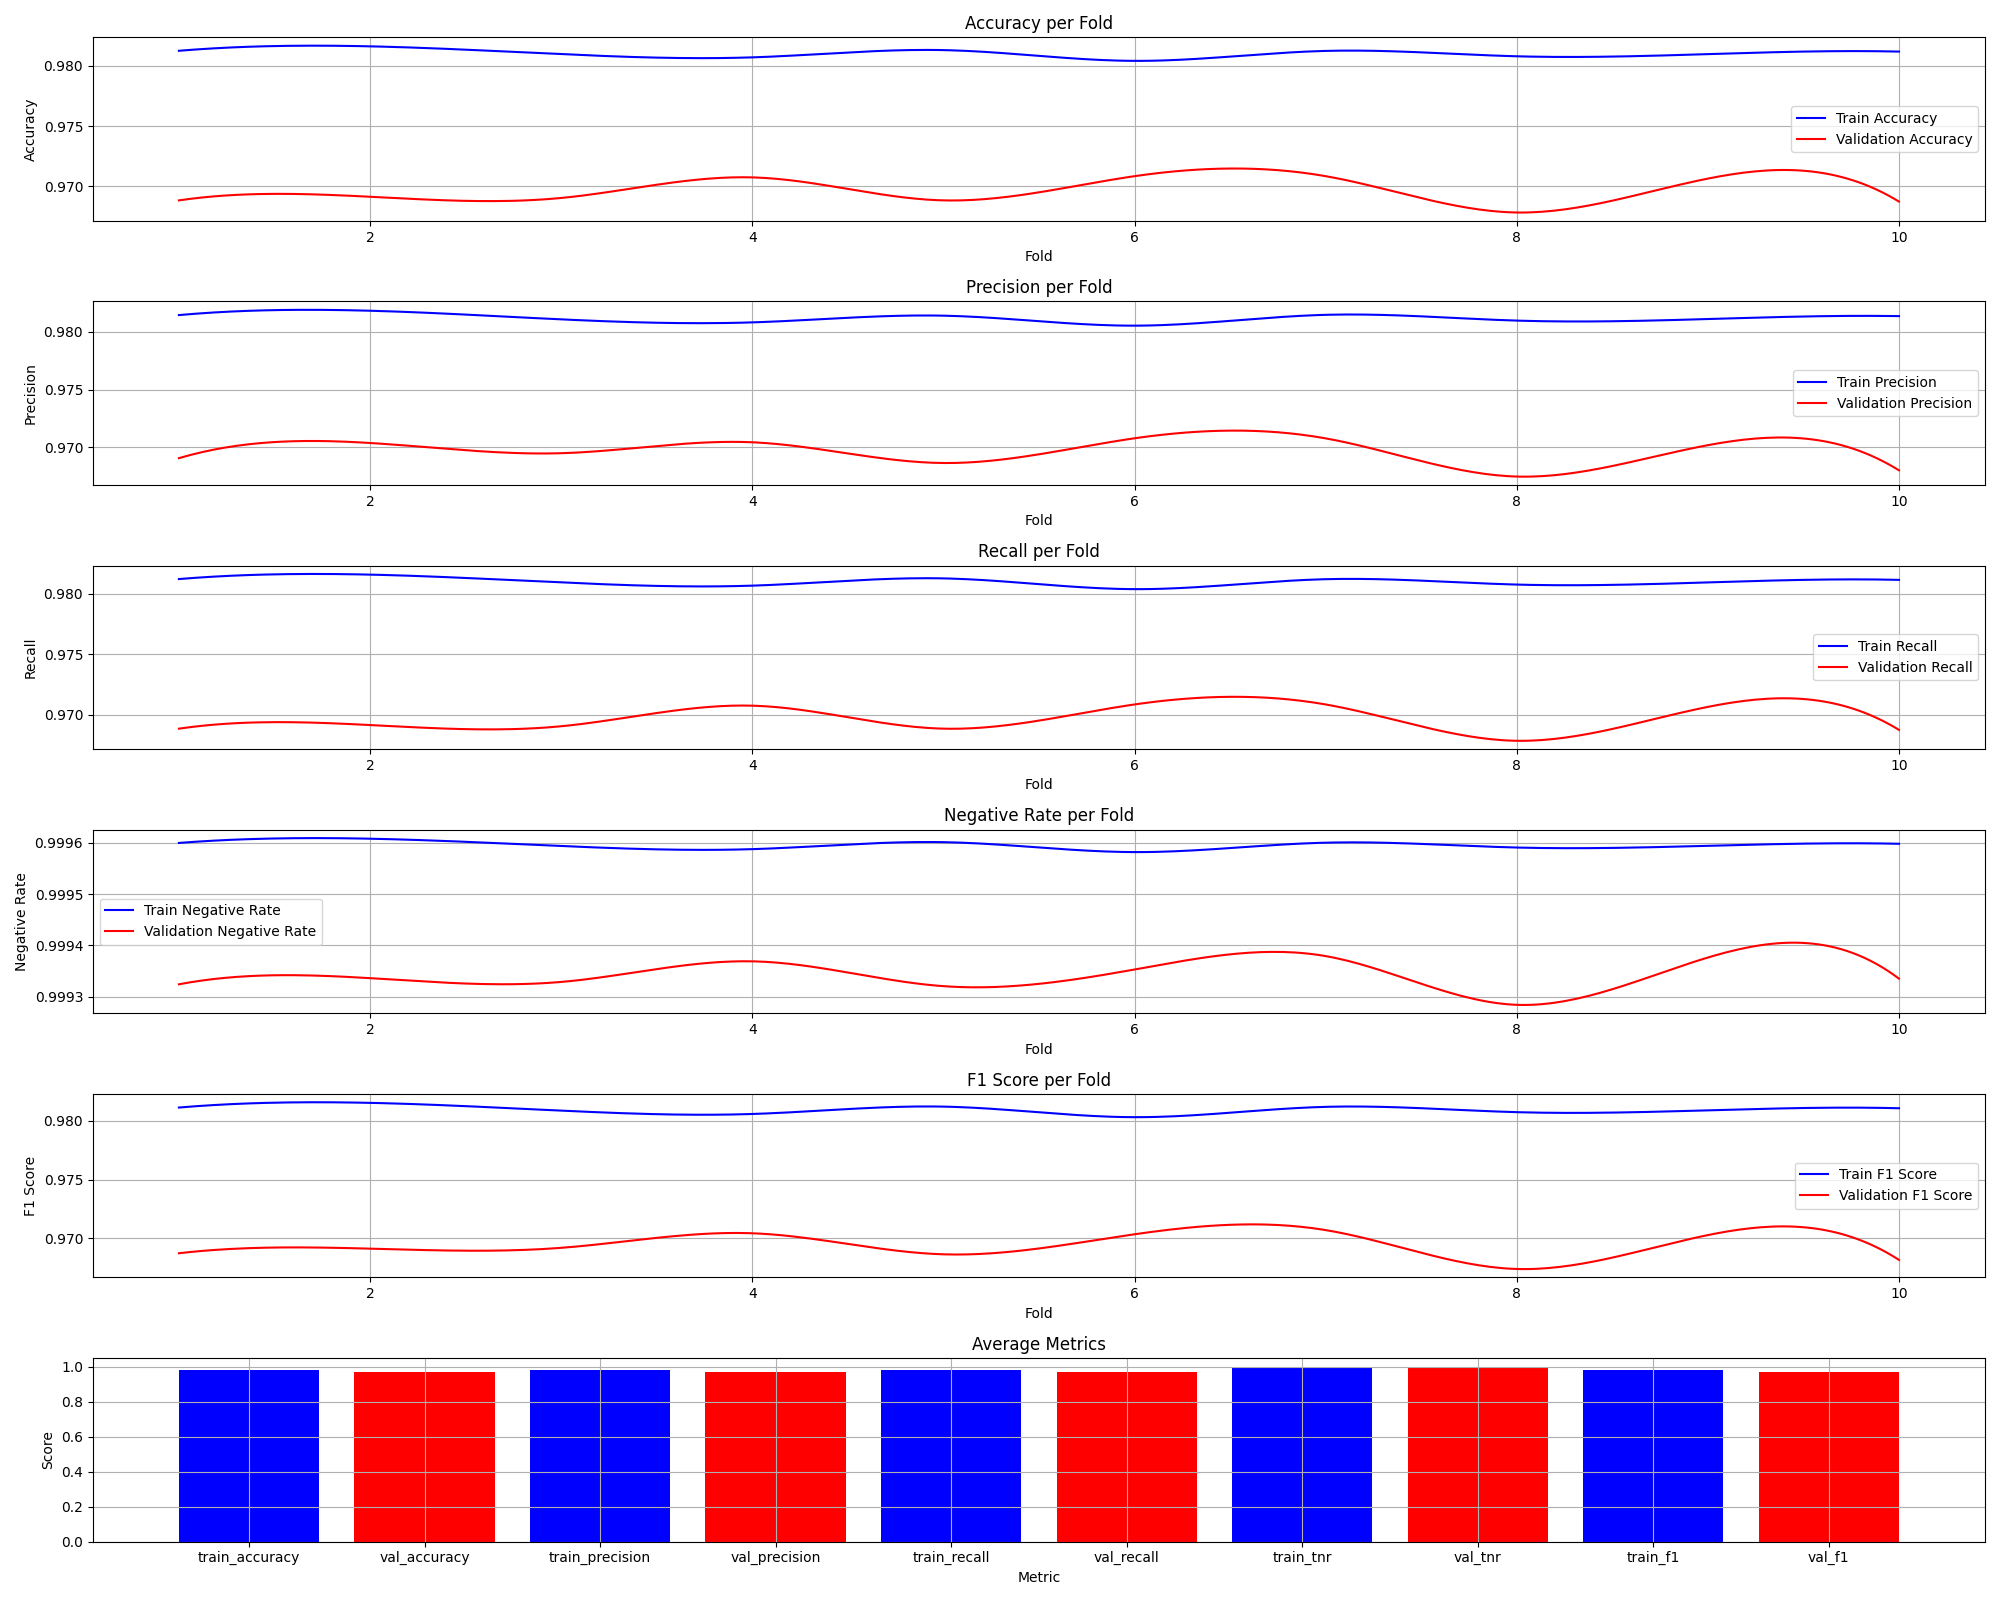 Accuracy per Fold
Accuracy
0.980
0.975
0.970
Train Accuracy
Validation Accuracy
2 4 6 8 10
Fold
Precision per Fold
Precision
0.980
0.975
0.970
Train Precision
Validation Precision
2 4 6 8 10
Fold
Recall per Fold
Recall
0.980
0.975
0.970
Train Recall
Validation Recall
2 4 6 8 10
Fold
Negative Rate per Fold
Negative Rate
0.9996
0.9995
0.9994
0.9993
Train Negative Rate
Validation Negative Rate
2 4 6 8 10
Fold
F1 Score per Fold
F1 Score
0.980
0.975
0.970
Train F1 Score
Validation F1 Score
2 4 6 8 10
Fold
Average Metrics
Score
1.0
0.8
0.6
0.4
0.2
0.0
train_accuracy val_accuracy train_precision val_precision train_recall val_recall train_tnr val_tnr train_f1 val_f1
Metric